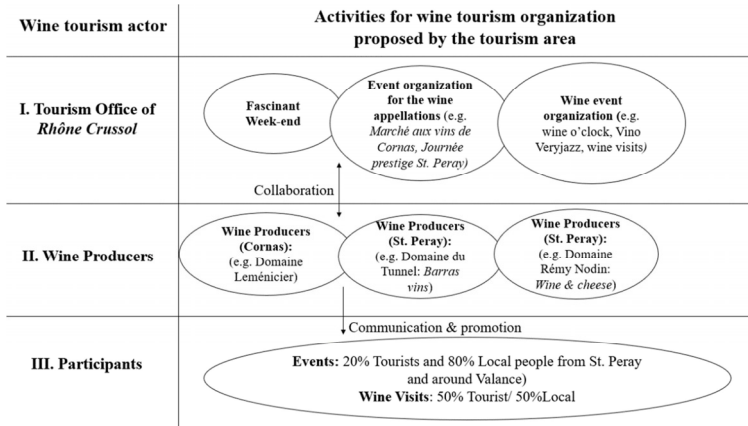 Wine tourism actor
Activities for wine tourism organization
proposed by the tourism area
I. Tourism Office of
Rhône Crussol
Fascinant
Week-end
Event organization
for the wine
appellations (e.g.
Marché aux vins de
Cornas, Journée
prestige St. Peray)
Wine event
organization (e.g.
wine o’clock, Vino
Veryjazz, wine visits)
Collaboration
II. Wine Producers
Wine Producers
(Cornas):
(e.g. Domaine
Leménicier)
Wine Producers
(St. Peray):
(e.g. Domaine du
Tunnel: Barras
vins)
Wine Producers
(St. Peray):
(e.g. Domaine
Rémy Nodin:
Wine & cheese)
Communication & promotion
III. Participants
Events: 20% Tourists and 80% Local people from St. Peray
and around Valance)
Wine Visits: 50% Tourist/ 50%Local